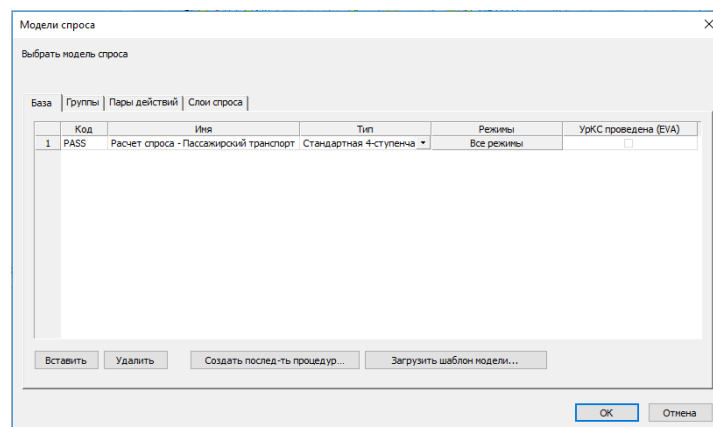 Модели спроса
Выбрать модель спроса
База Группы Пары действий Слои спроса
Код Имя Тип Режимы УрКС проведена (EVA)
1 PASS Расчет спроса - Пассажирский транспорт Стандартная 4-ступенча Все режимы
Вставить Удалить Создать послед-ть процедур... Загрузить шаблон модели...
ОК Отмена